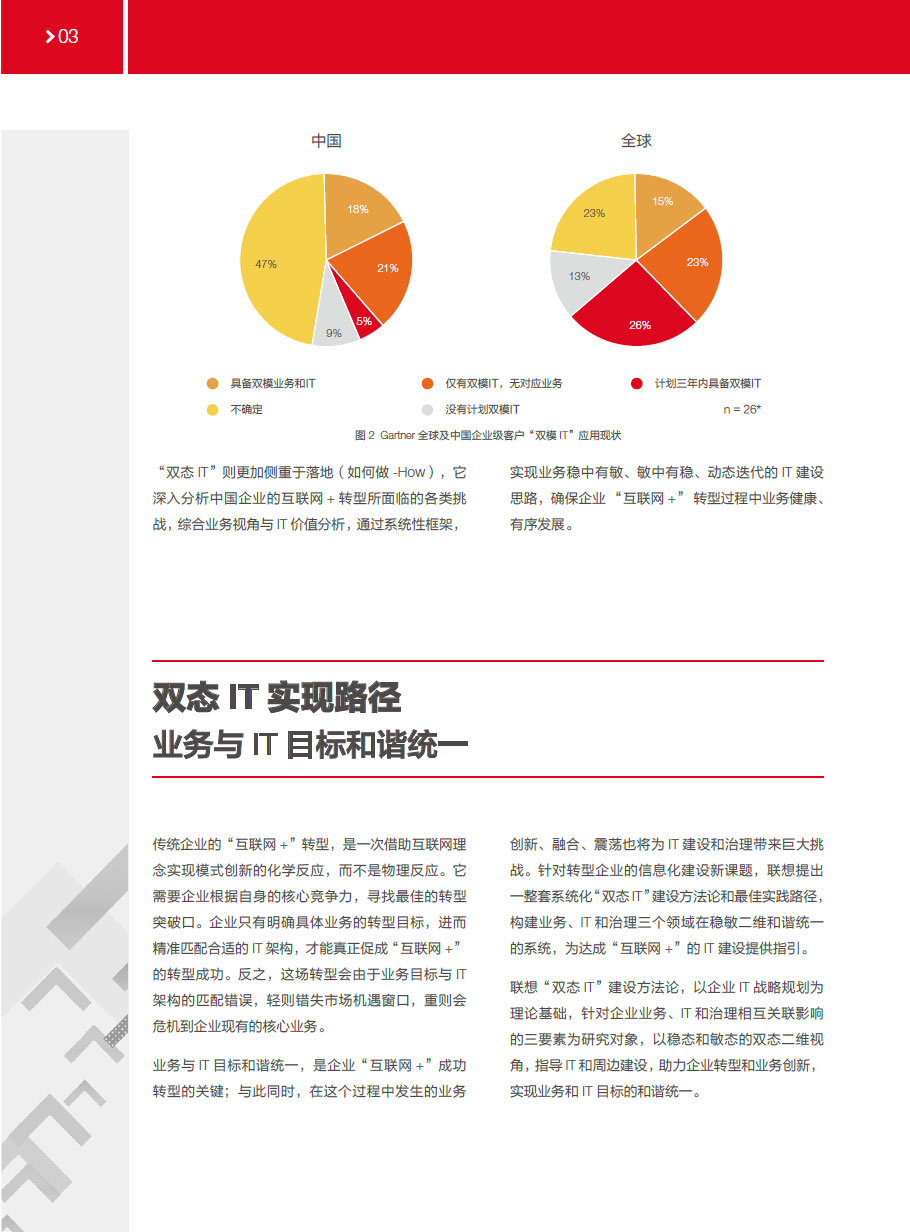 03
中国
全球
18%
21%
5%
9%
47%
15%
23%
26%
13%
23%
具备双模业务和IT
仅有双模IT，无对应业务
计划三年内具备双模IT
不确定
没有计划双模IT
n = 26*
图 2 Gartner 全球及中国企业级客户“双模 IT”应用现状
“双态 IT”则更加侧重于落地（如何做 -How），它
深入分析中国企业的互联网 + 转型所面临的各类挑
战，综合业务视角与 IT 价值分析，通过系统性框架，
实现业务稳中有敏、敏中有稳、动态迭代的 IT 建设
思路，确保企业 “互联网 +” 转型过程中业务健康、
有序发展。
双态 IT 实现路径
业务与 IT 目标和谐统一
传统企业的“互联网 +”转型，是一次借助互联网理
念实现模式创新的化学反应，而不是物理反应。它
需要企业根据自身的核心竞争力，寻找最佳的转型
突破口。企业只有明确具体业务的转型目标，进而
精准匹配合适的 IT 架构，才能真正促成“互联网 +”
的转型成功。反之，这场转型会由于业务目标与 IT
架构的匹配错误，轻则错失市场机遇窗口，重则会
危机到企业现有的核心业务。
业务与 IT 目标和谐统一，是企业“互联网 +”成功
转型的关键；与此同时，在这个过程中发生的业务
创新、融合、震荡也将为 IT 建设和治理带来巨大挑
战。针对转型企业的信息化建设新课题，联想提出
一整套系统化“双态 IT”建设方法论和最佳实践路径，
构建业务、IT 和治理三个领域在稳敏二维和谐统一
的系统，为达成“互联网 +”的 IT 建设提供指引。
联想“双态 IT”建设方法论，以企业 IT 战略规划为
理论基础，针对企业业务、IT 和治理相互关联影响
的三要素为研究对象，以稳态和敏态的双态二维视
角，指导 IT 和周边建设，助力企业转型和业务创新，
实现业务和 IT 目标的和谐统一。